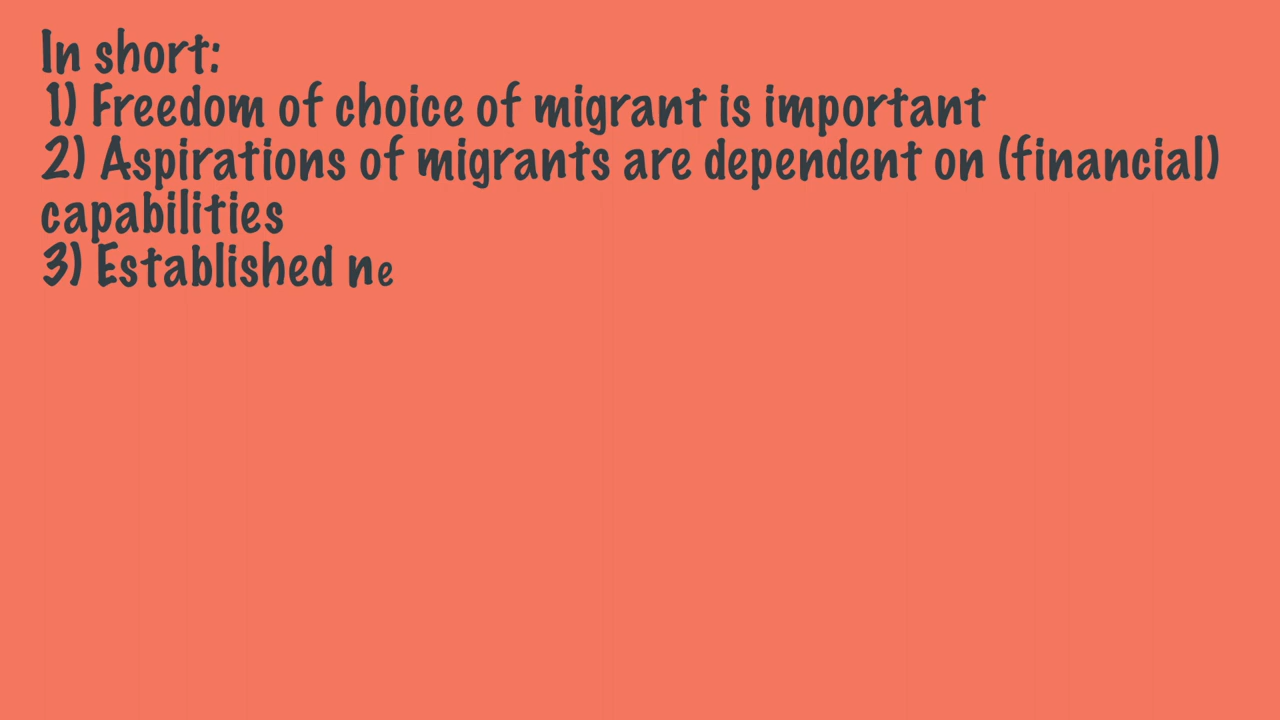 In short:
1) Freedom of choice of migrant is important
2) Aspirations of migrants are dependent on (financial)
capabilities
3) Established ne